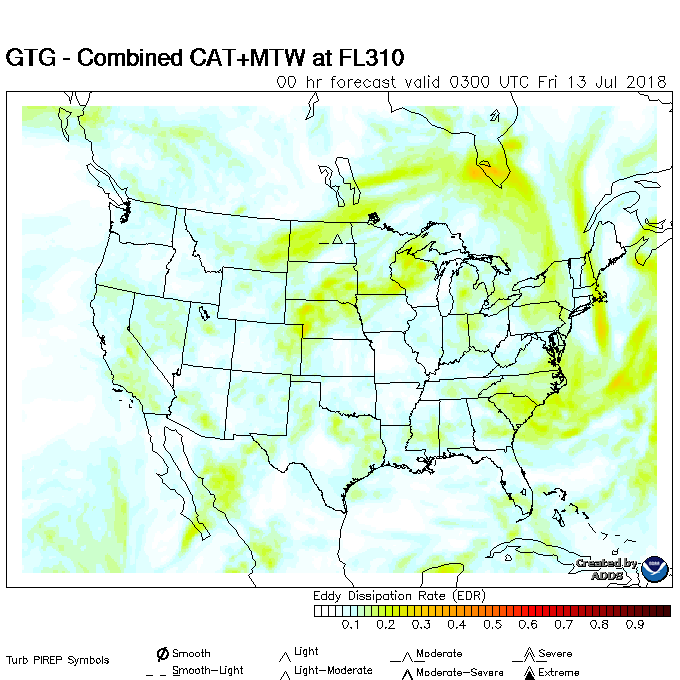 GTG - Combined CAT+MTW at FL310
00 hr forecast valid 0300 UTC Fri 13 Jul 2018
Created by
ADDS
Eddy Dissipation Rate (EDR)
0.1 0.2 0.3 0.4 0.5 0.6 0.7 0.8 0.9
Turb PIREP Symbols
Smooth Light Moderate Severe
Smooth-Light Light-Moderate Moderate-Severe Extreme